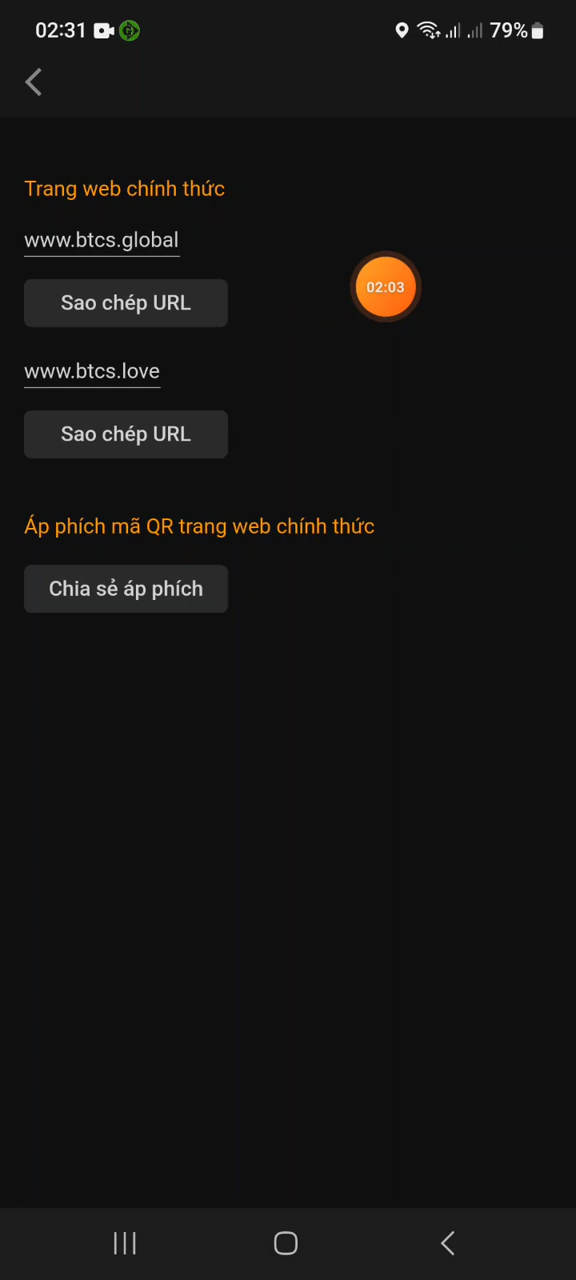 02:31
79%
Trang web chính thức
www.btcs.global
02:03
Sao chép URL
www.btcs.love
Sao chép URL
Áp phích mã QR trang web chính thức
Chia sẻ áp phích